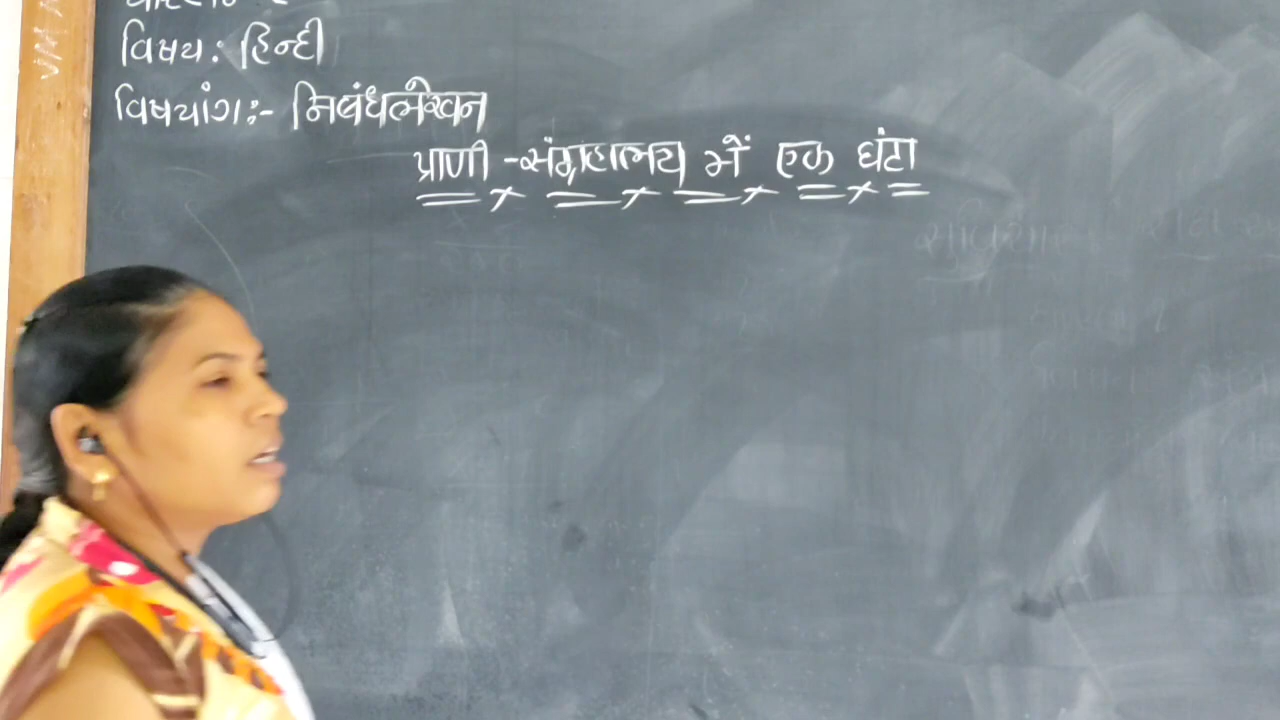 विषय: हिन्दी
विषयांग:- निबंधलेखन
प्राणी -संग्रहालय में एक घंटा